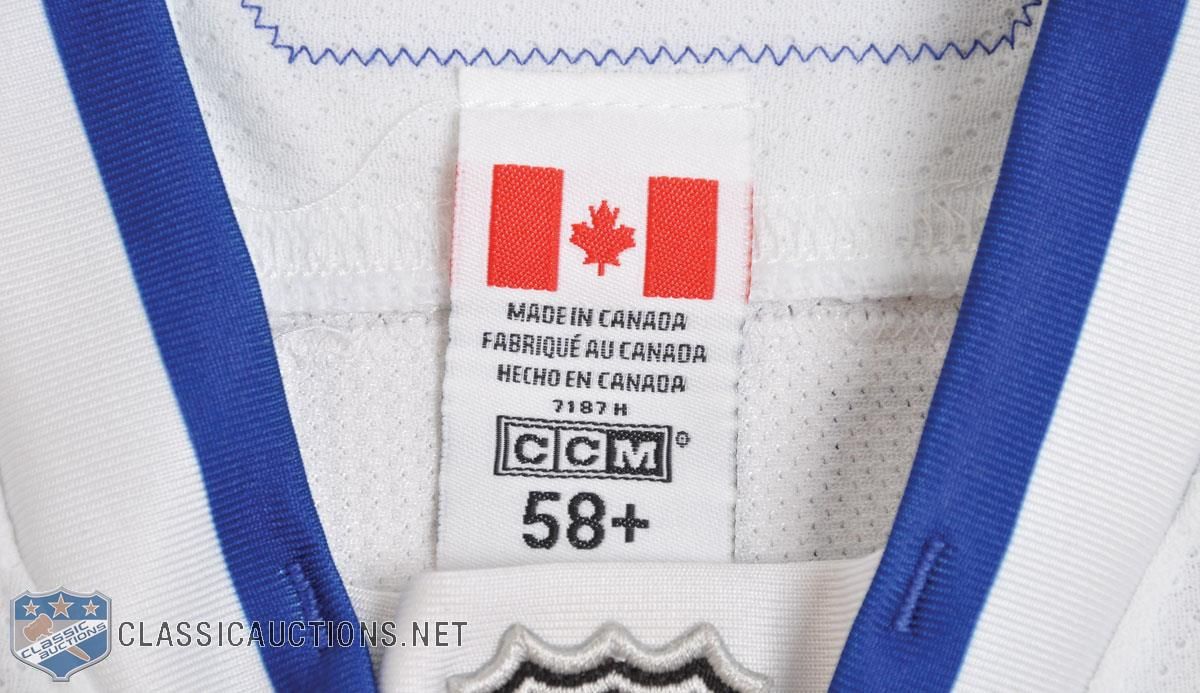 MADE IN CANADA
FABRIQUÉ AU CANADA
HECHO EN CANADA
7187 H
CCM®
58+
CLASSIC AUCTIONS
CLASSICAUCTIONS.NET